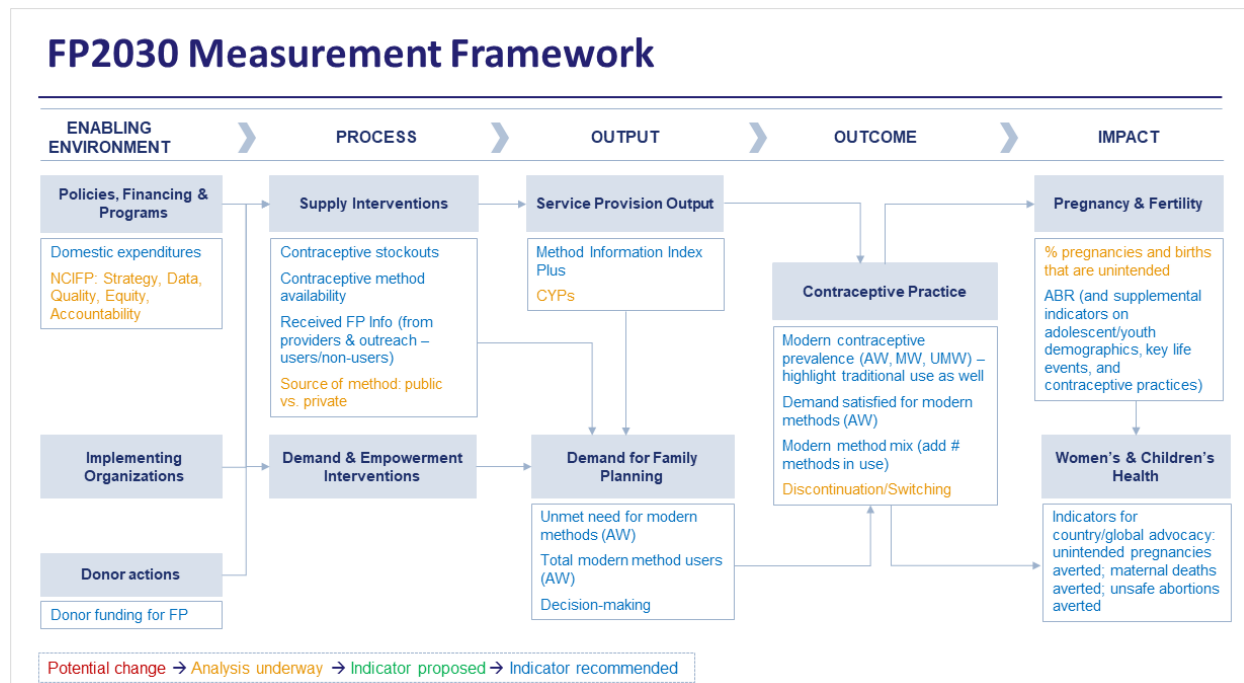 FP2030 Measurement Framework
ENABLING
ENVIRONMENT
PROCESS
OUTPUT
OUTCOME
IMPACT
Policies, Financing &
Programs
Domestic expenditures
NCIFP: Strategy, Data,
Quality, Equity,
Accountability
Implementing
Organizations
Donor actions
Donor funding for FP
Supply Interventions
Contraceptive stockouts
Contraceptive method
availability
Received FP Info (from
providers & outreach –
users/non-users)
Source of method: public
vs. private
Demand & Empowerment
Interventions
Service Provision Output
Method Information Index
Plus
CYPs
Demand for Family
Planning
Unmet need for modern
methods (AW)
Total modern method users
(AW)
Decision-making
Contraceptive Practice
Modern contraceptive
prevalence (AW, MW, UMW) –
highlight traditional use as well
Demand satisfied for modern
methods (AW)
Modern method mix (add #
methods in use)
Discontinuation/Switching
Pregnancy & Fertility
% pregnancies and births
that are unintended
ABR (and supplemental
indicators on
adolescent/youth
demographics, key life
events, and
contraceptive practices)
Women's & Children's
Health
Indicators for
country/global advocacy:
unintended pregnancies
averted; maternal deaths
averted; unsafe abortions
averted
Potential change → Analysis underway → Indicator proposed → Indicator recommended